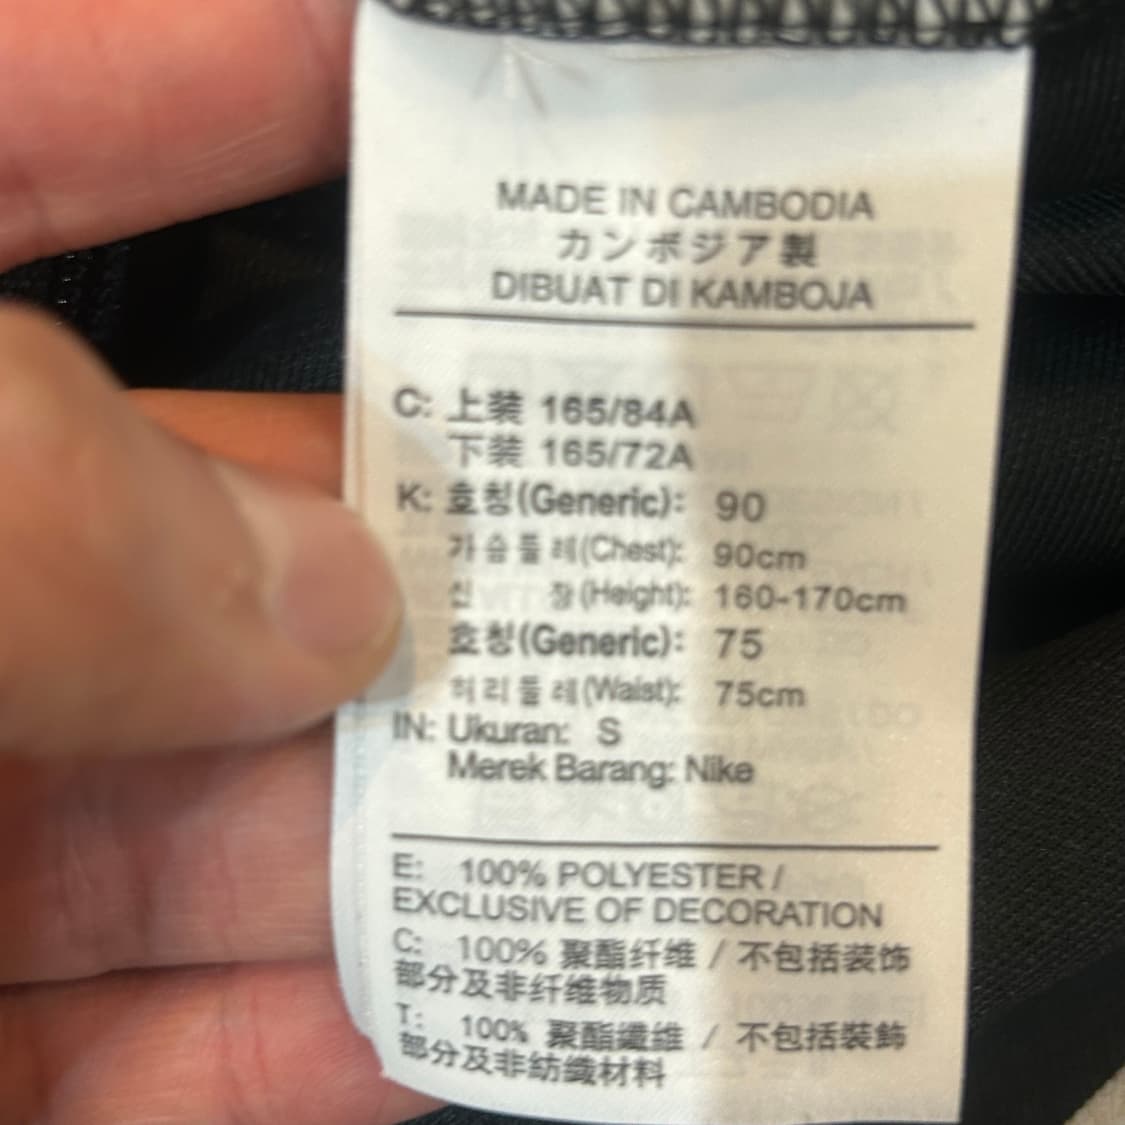 MADE IN CAMBODIA
カンボジア製
DIBUAT DI KAMBOJA
C: 上装 165/84A
下装 165/72A
K: 호칭(Generic): 90
가슴둘레(Chest): 90cm
신 장(Height): 160-170cm
호칭(Generic): 75
허리둘레(Waist): 75cm
IN: Ukuran: S
Merek Barang: Nike
E: 100% POLYESTER /
EXCLUSIVE OF DECORATION
C: 100% 聚酯纤维 / 不包括装饰
部分及非纤维物质
T: 100% 聚酯纖維 / 不包括裝飾
部分及非紡織材料